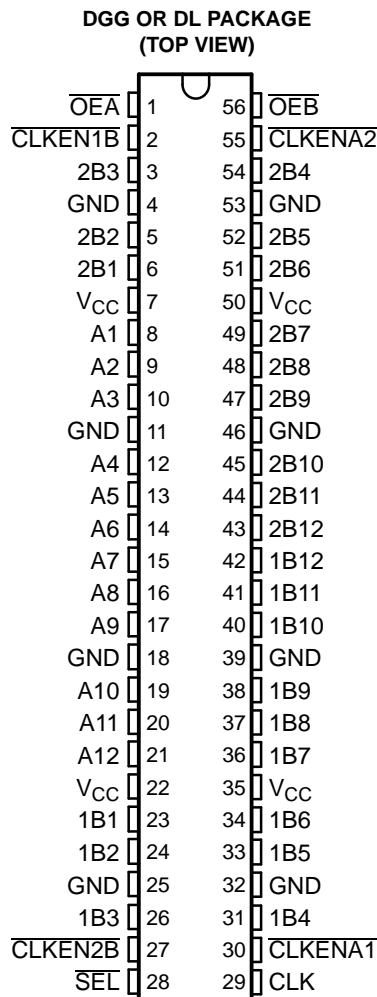 DGG OR DL PACKAGE
(TOP VIEW)
OEA 1 56 OEB
CLKEN1B 2 55 CLKENA2
2B3 3 54 2B4
GND 4 53 GND
2B2 5 52 2B5
2B1 6 51 2B6
VCC 7 50 VCC
A1 8 49 2B7
A2 9 48 2B8
A3 10 47 2B9
GND 11 46 GND
A4 12 45 2B10
A5 13 44 2B11
A6 14 43 2B12
A7 15 42 1B12
A8 16 41 1B11
A9 17 40 1B10
GND 18 39 GND
A10 19 38 1B9
A11 20 37 1B8
A12 21 36 1B7
VCC 22 35 VCC
1B1 23 34 1B6
1B2 24 33 1B5
GND 25 32 GND
1B3 26 31 1B4
CLKEN2B 27 30 CLKENA1
SEL 28 29 CLK